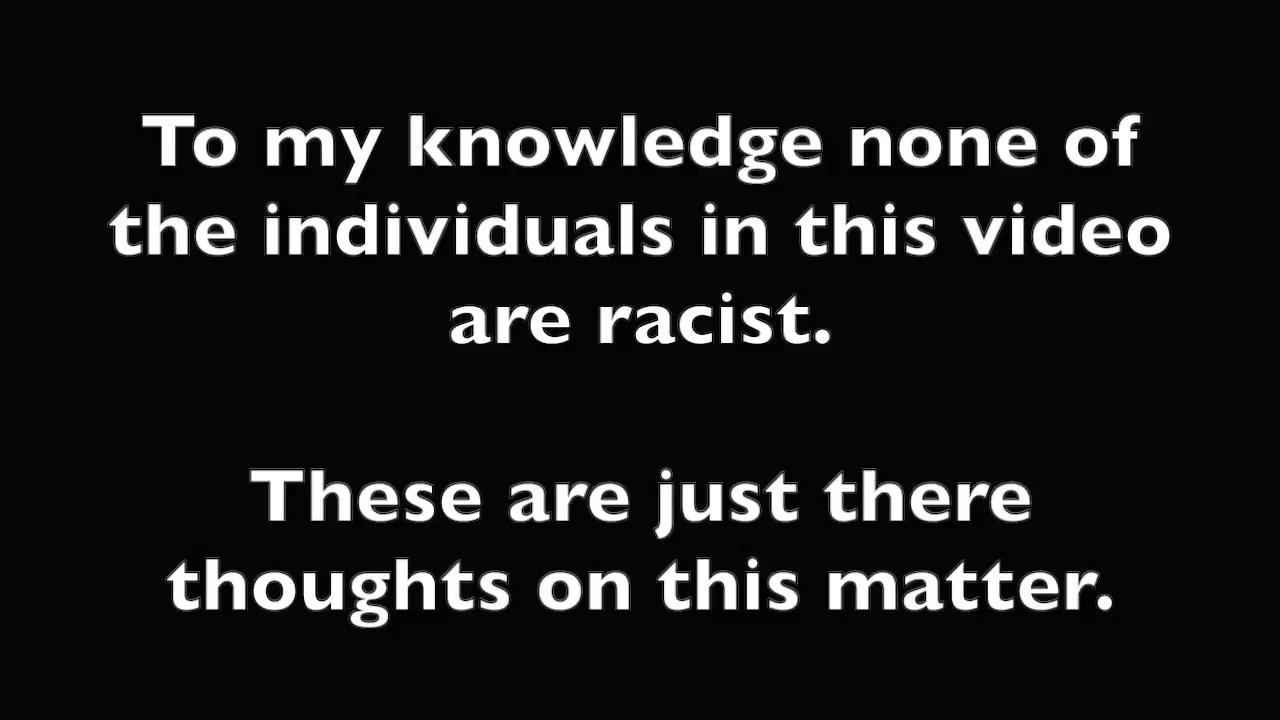 To my knowledge none of
the individuals in this video
are racist.
These are just there
thoughts on this matter.